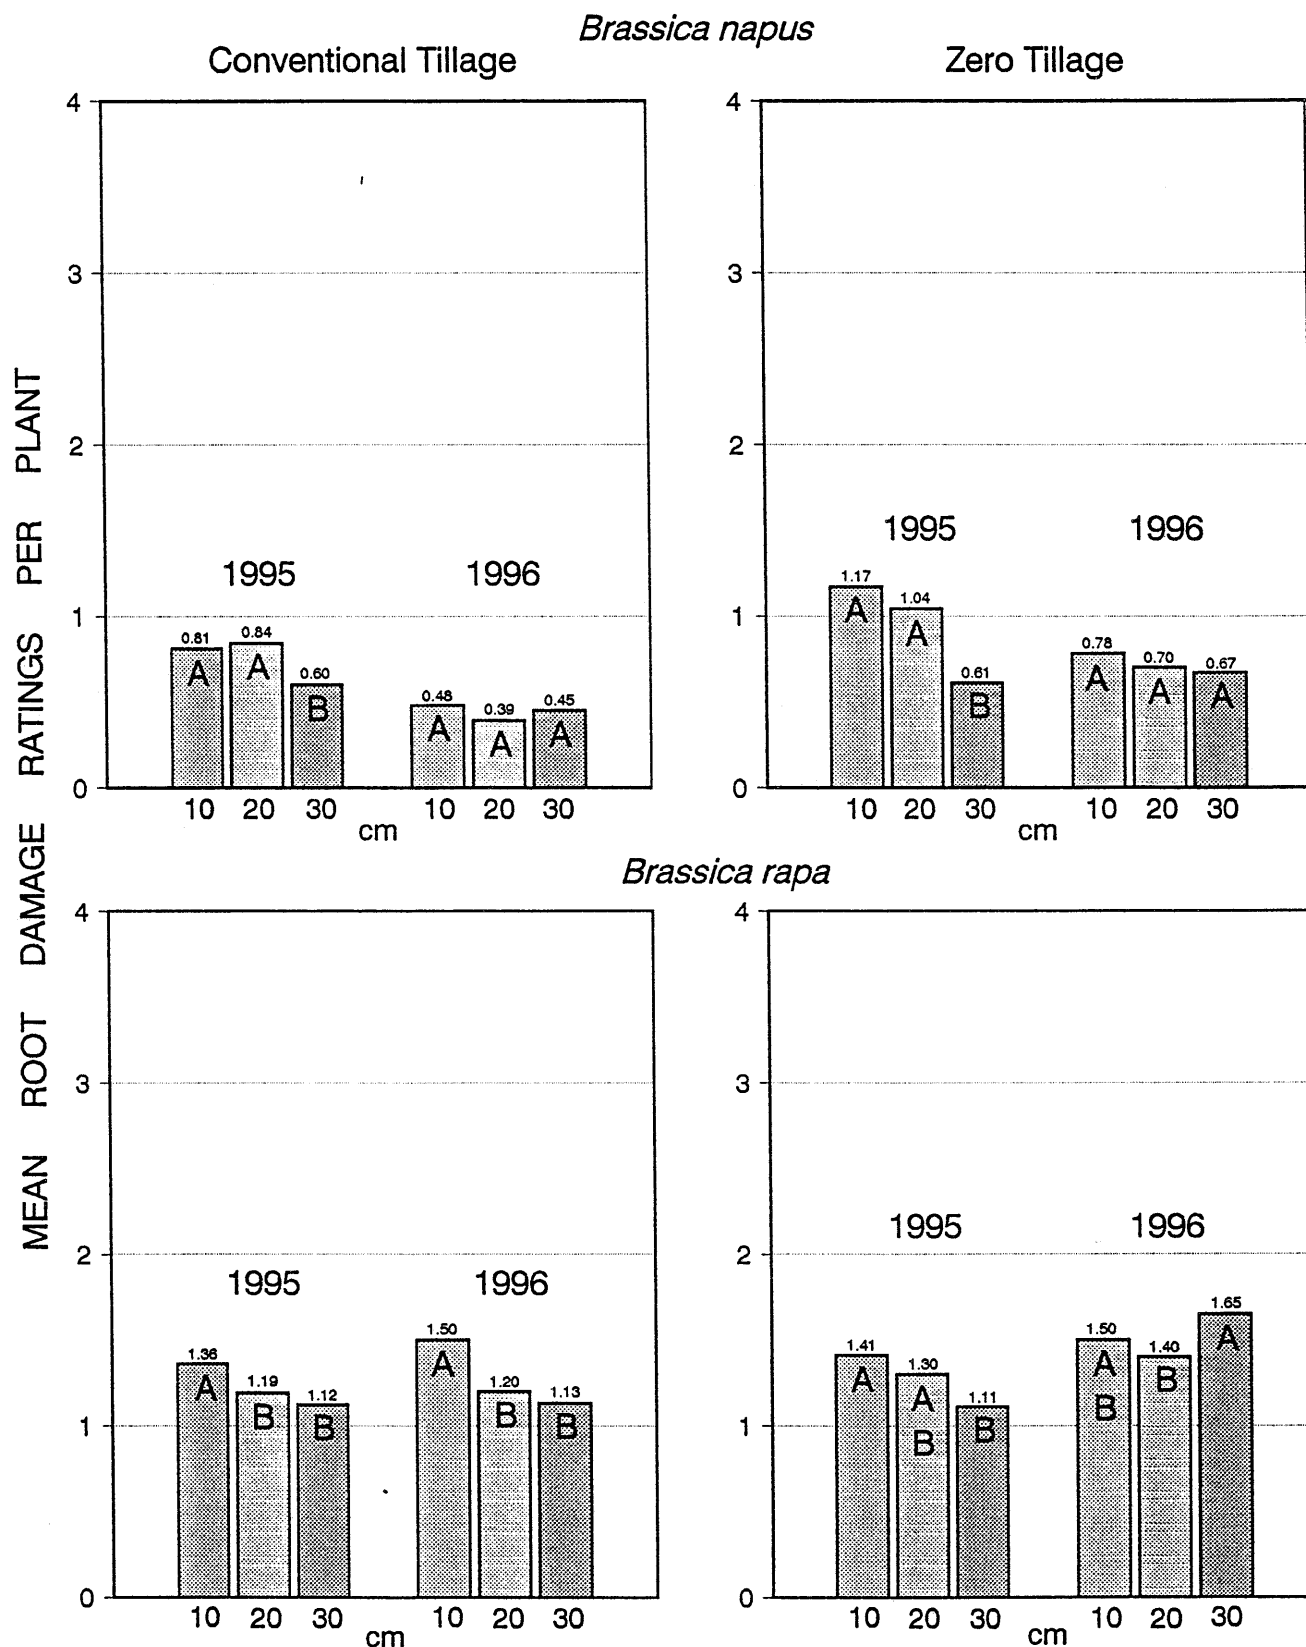 Brassica napus
Conventional Tillage
Zero Tillage
MEAN ROOT DAMAGE RATINGS PER PLANT
4
3
2
1
0
1995
1996
0.81
0.84
0.60
0.48
0.39
0.45
A
A
B
A
A
A
10 20 30
10 20 30
cm
4
3
2
1
0
1995
1996
1.17
1.04
0.61
0.78
0.70
0.67
A
A
B
A
A
A
10 20 30
10 20 30
cm
Brassica rapa
4
3
2
1
0
1995
1996
1.36
1.19
1.12
1.50
1.20
1.13
A
B
B
A
B
B
10 20 30
10 20 30
cm
4
3
2
1
0
1995
1996
1.41
1.30
1.11
1.50
1.40
1.65
A
A
B
B
A
B
B
A
10 20 30
10 20 30
cm